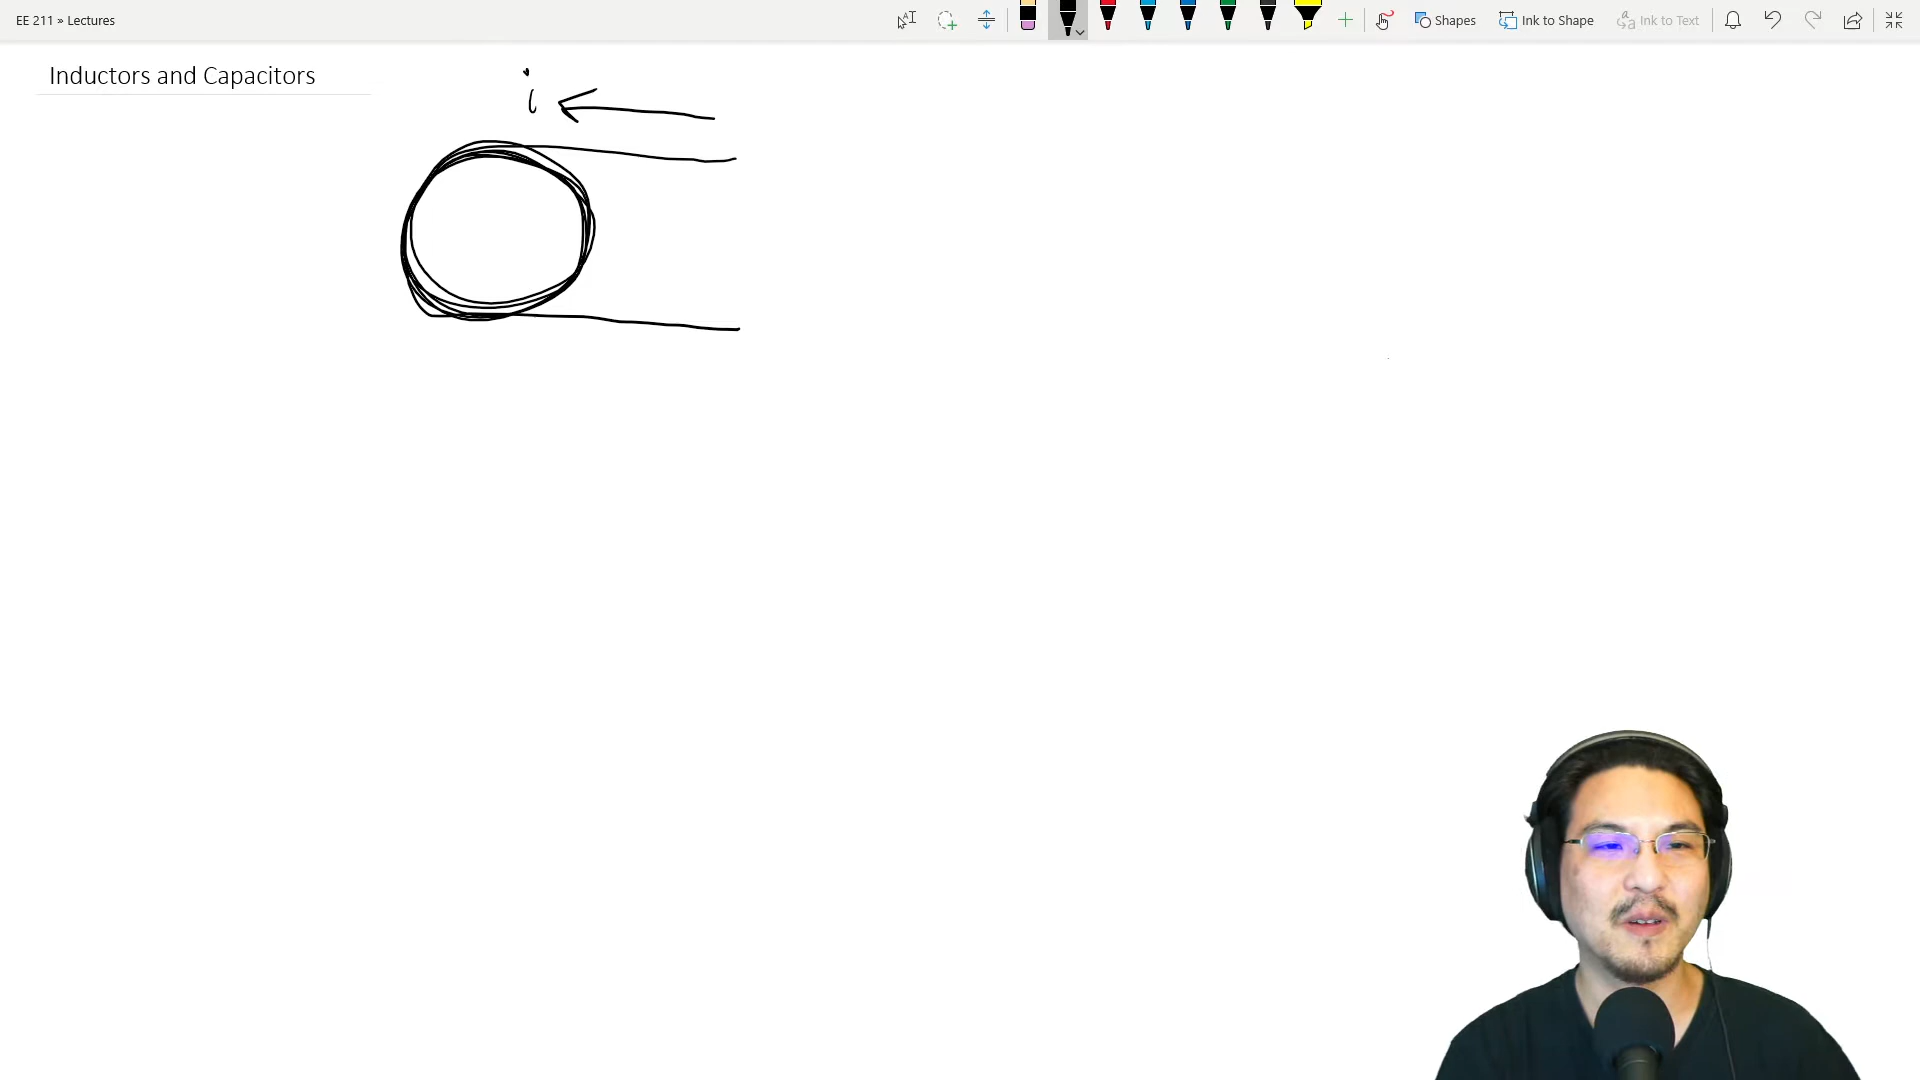 EE 211 » Lectures
Shapes
Ink to Shape
Ink to Text
Inductors and Capacitors
i